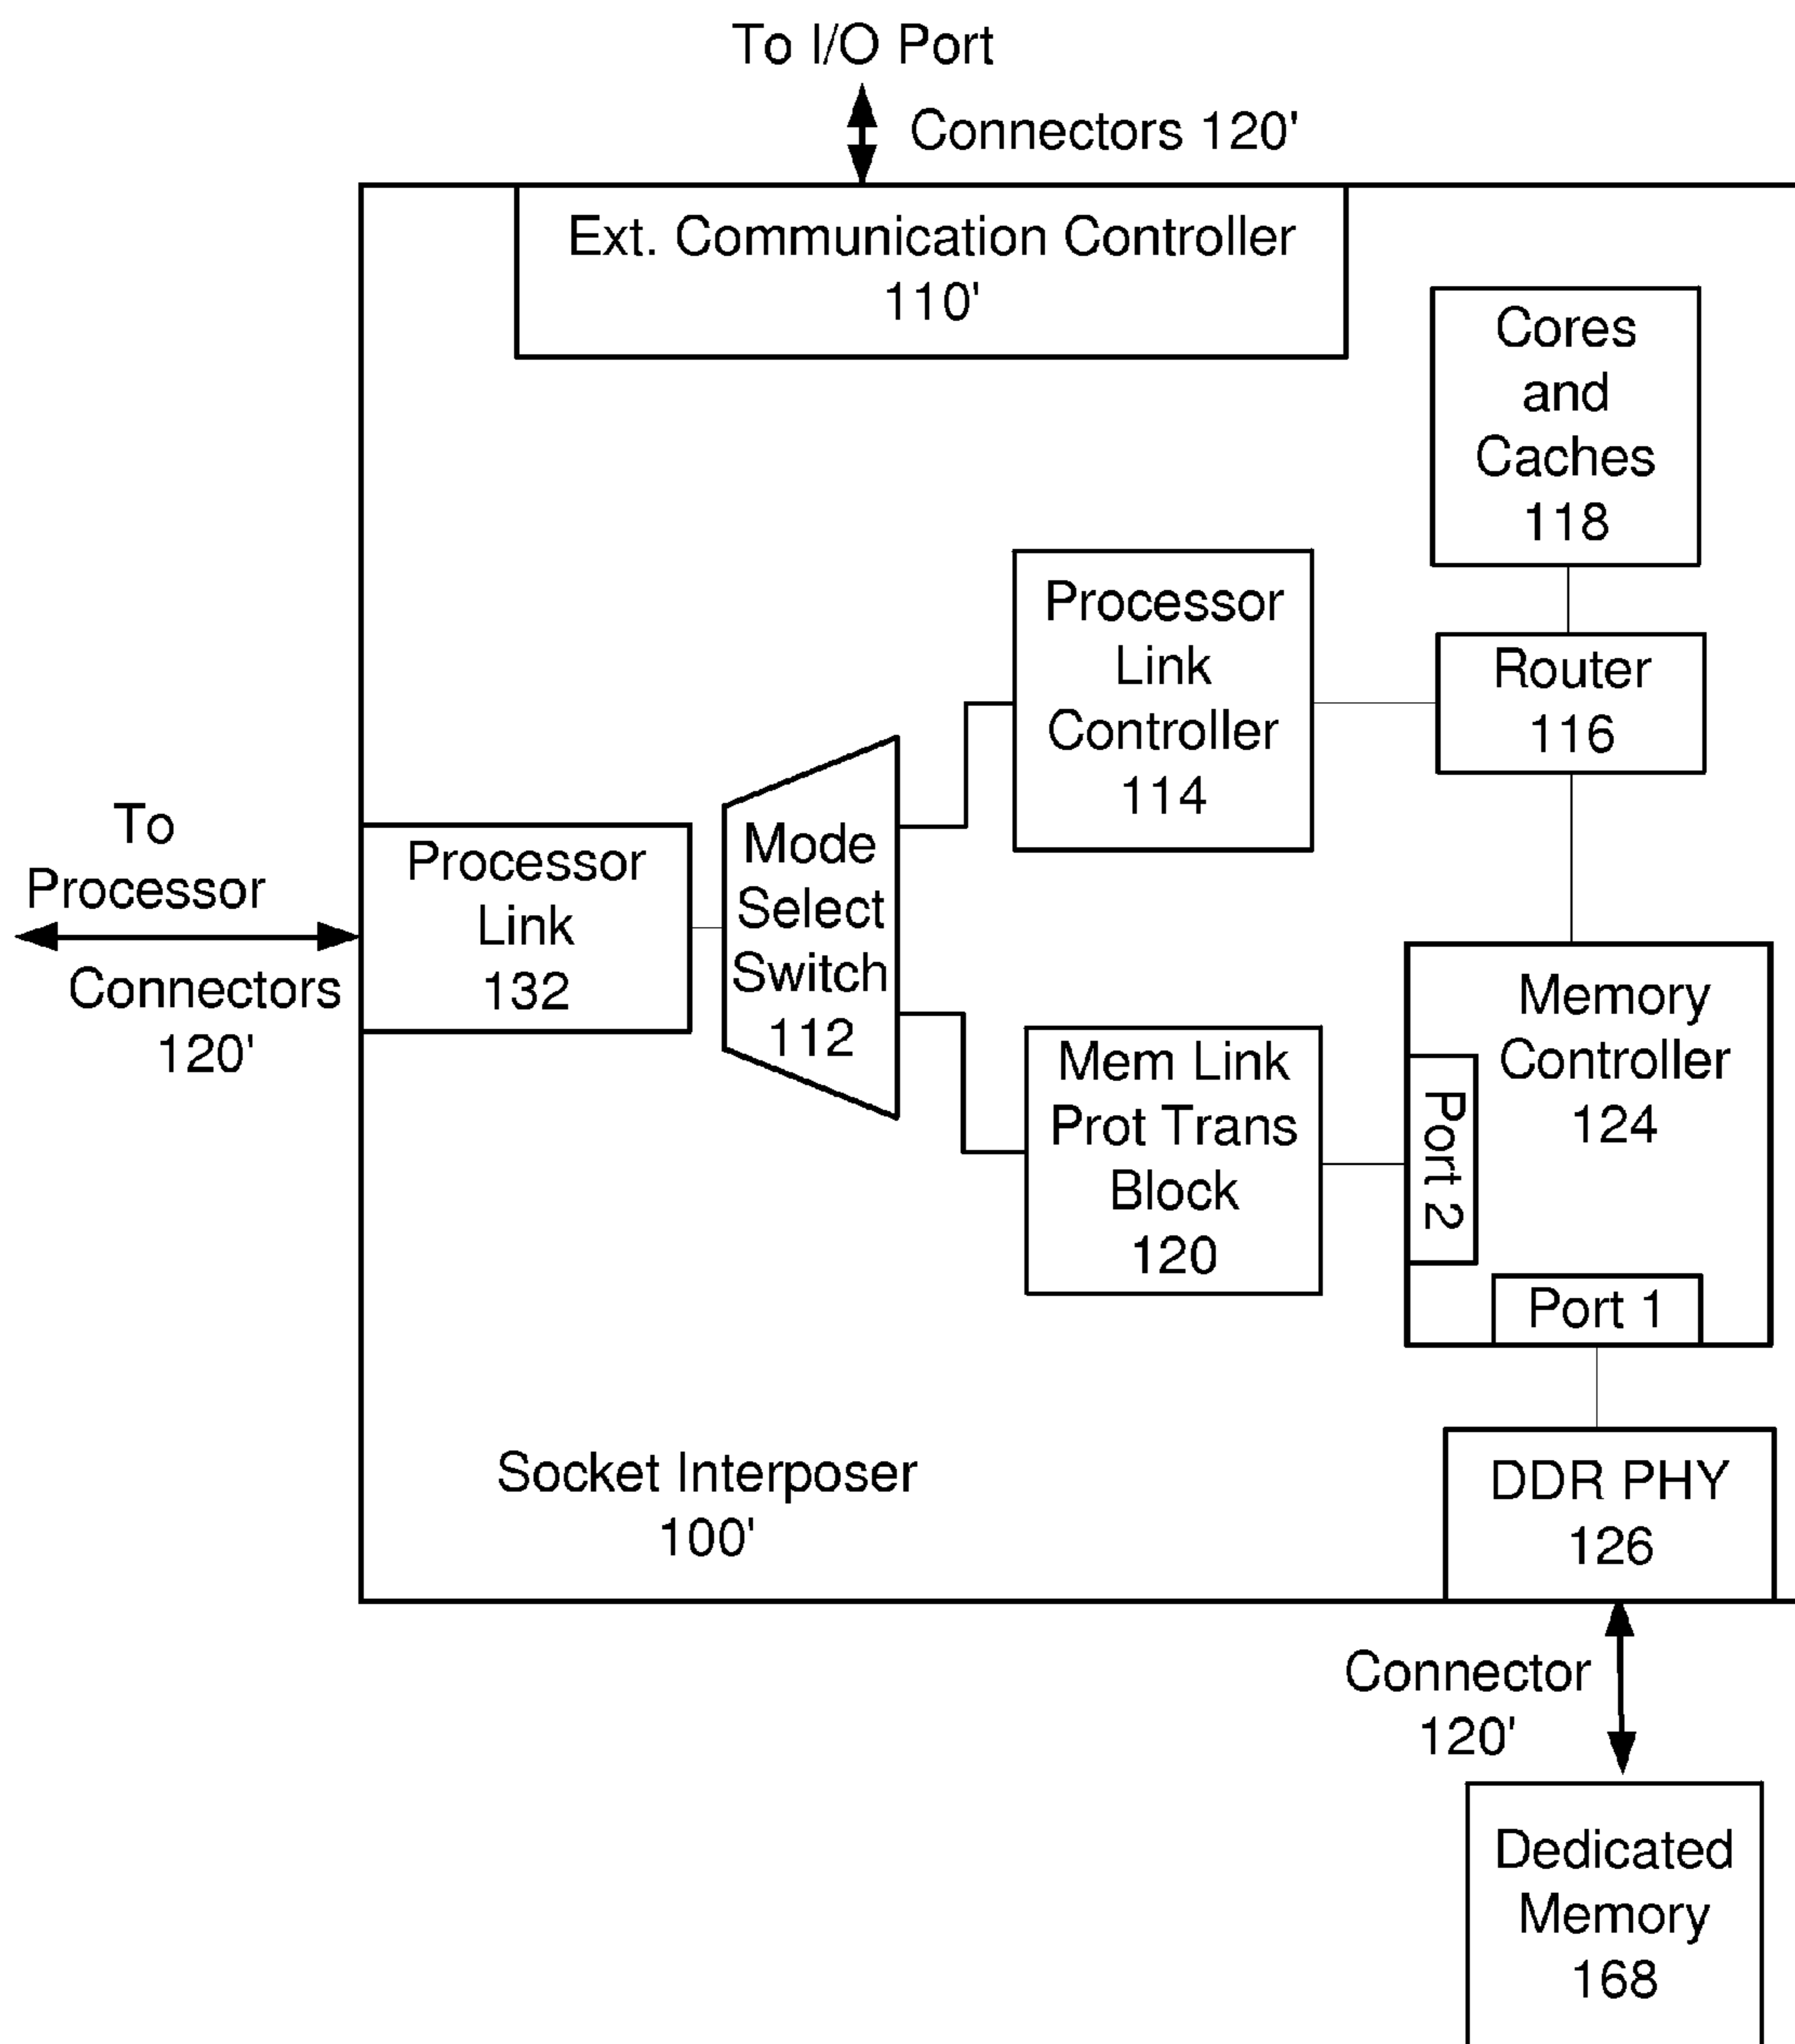 To I/O Port
Connectors 120'
Ext. Communication Controller
110'
Cores
and
Caches
118
Processor
Link
Controller
114
Router
116
To
Processor
Connectors
120'
Processor
Link
132
Mode
Select
Switch
112
Mem Link
Prot Trans
Block
120
Memory
Controller
124
Port 2
Port 1
Socket Interposer
100'
DDR PHY
126
Connector
120'
Dedicated
Memory
168